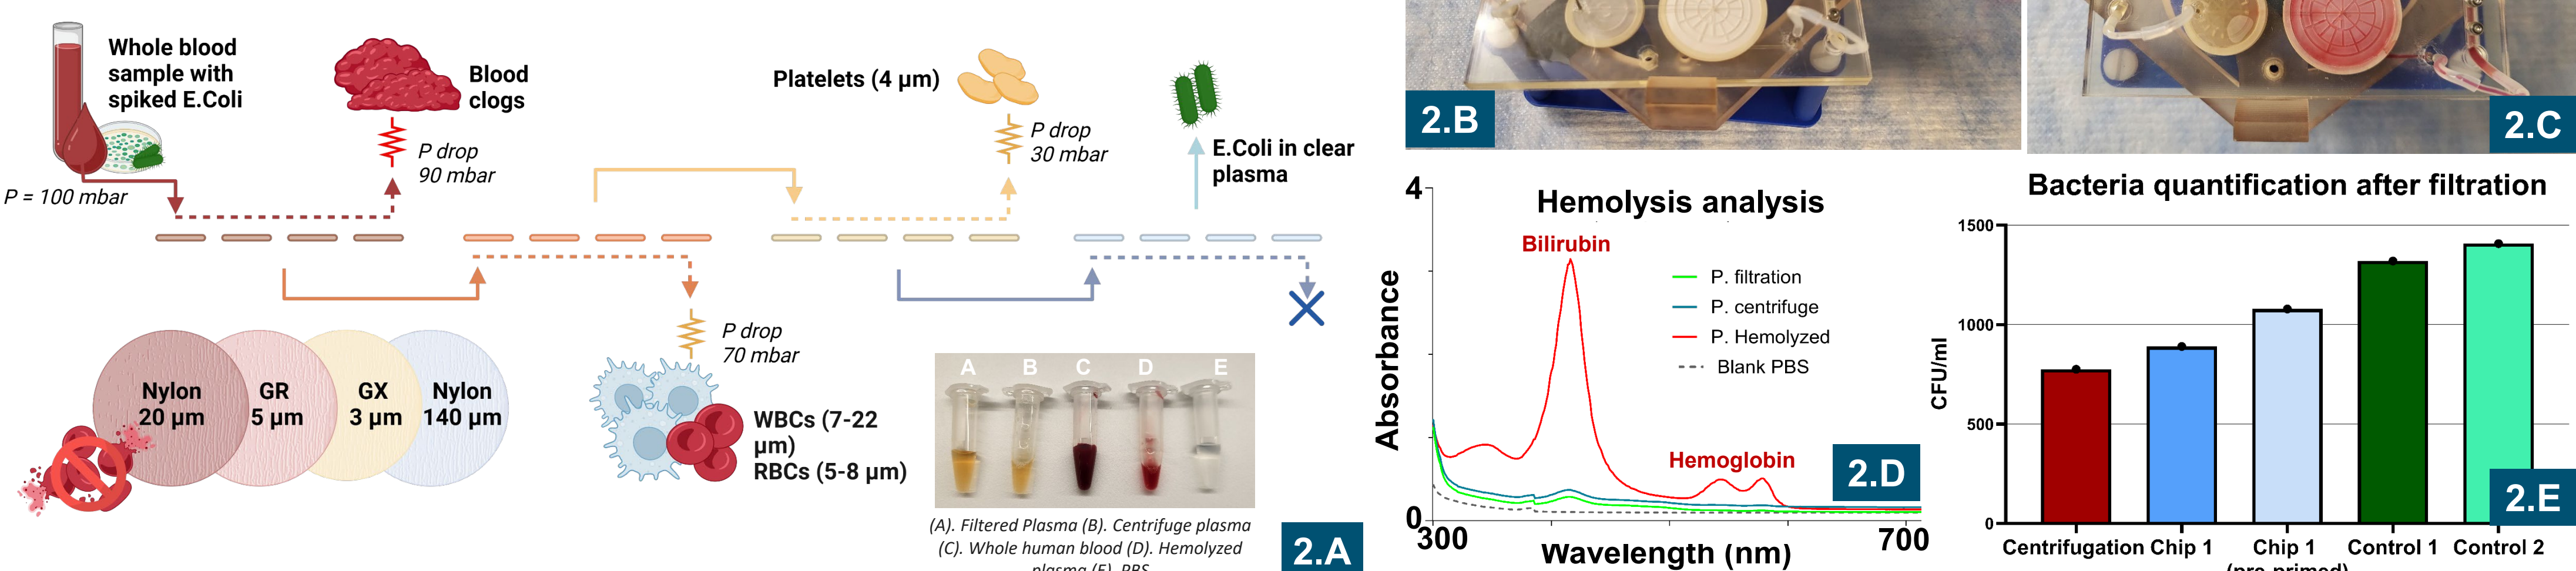 Whole blood
sample with
spiked E.Coli
P = 100 mbar
Blood
clogs
P drop
90 mbar
Platelets (4 µm)
P drop
30 mbar
E.Coli in clear
plasma
P drop
70 mbar
Nylon
20 µm
GR
5 µm
GX
3 µm
Nylon
140 µm
WBCs (7-22
µm)
RBCs (5-8 µm)
A B C D E
(A). Filtered Plasma (B). Centrifuge plasma
(C). Whole human blood (D). Hemolyzed
plasma (E). PBS
2.A
2.B
2.C
Hemolysis analysis
4
0
Absorbance
Bilirubin
P. filtration
P. centrifuge
P. Hemolyzed
Blank PBS
Hemoglobin
300
700
Wavelength (nm)
2.D
Bacteria quantification after filtration
1500
1000
500
0
CFU/ml
Centrifugation Chip 1 Chip 1 Control 1 Control 2
(pre-primed)
2.E